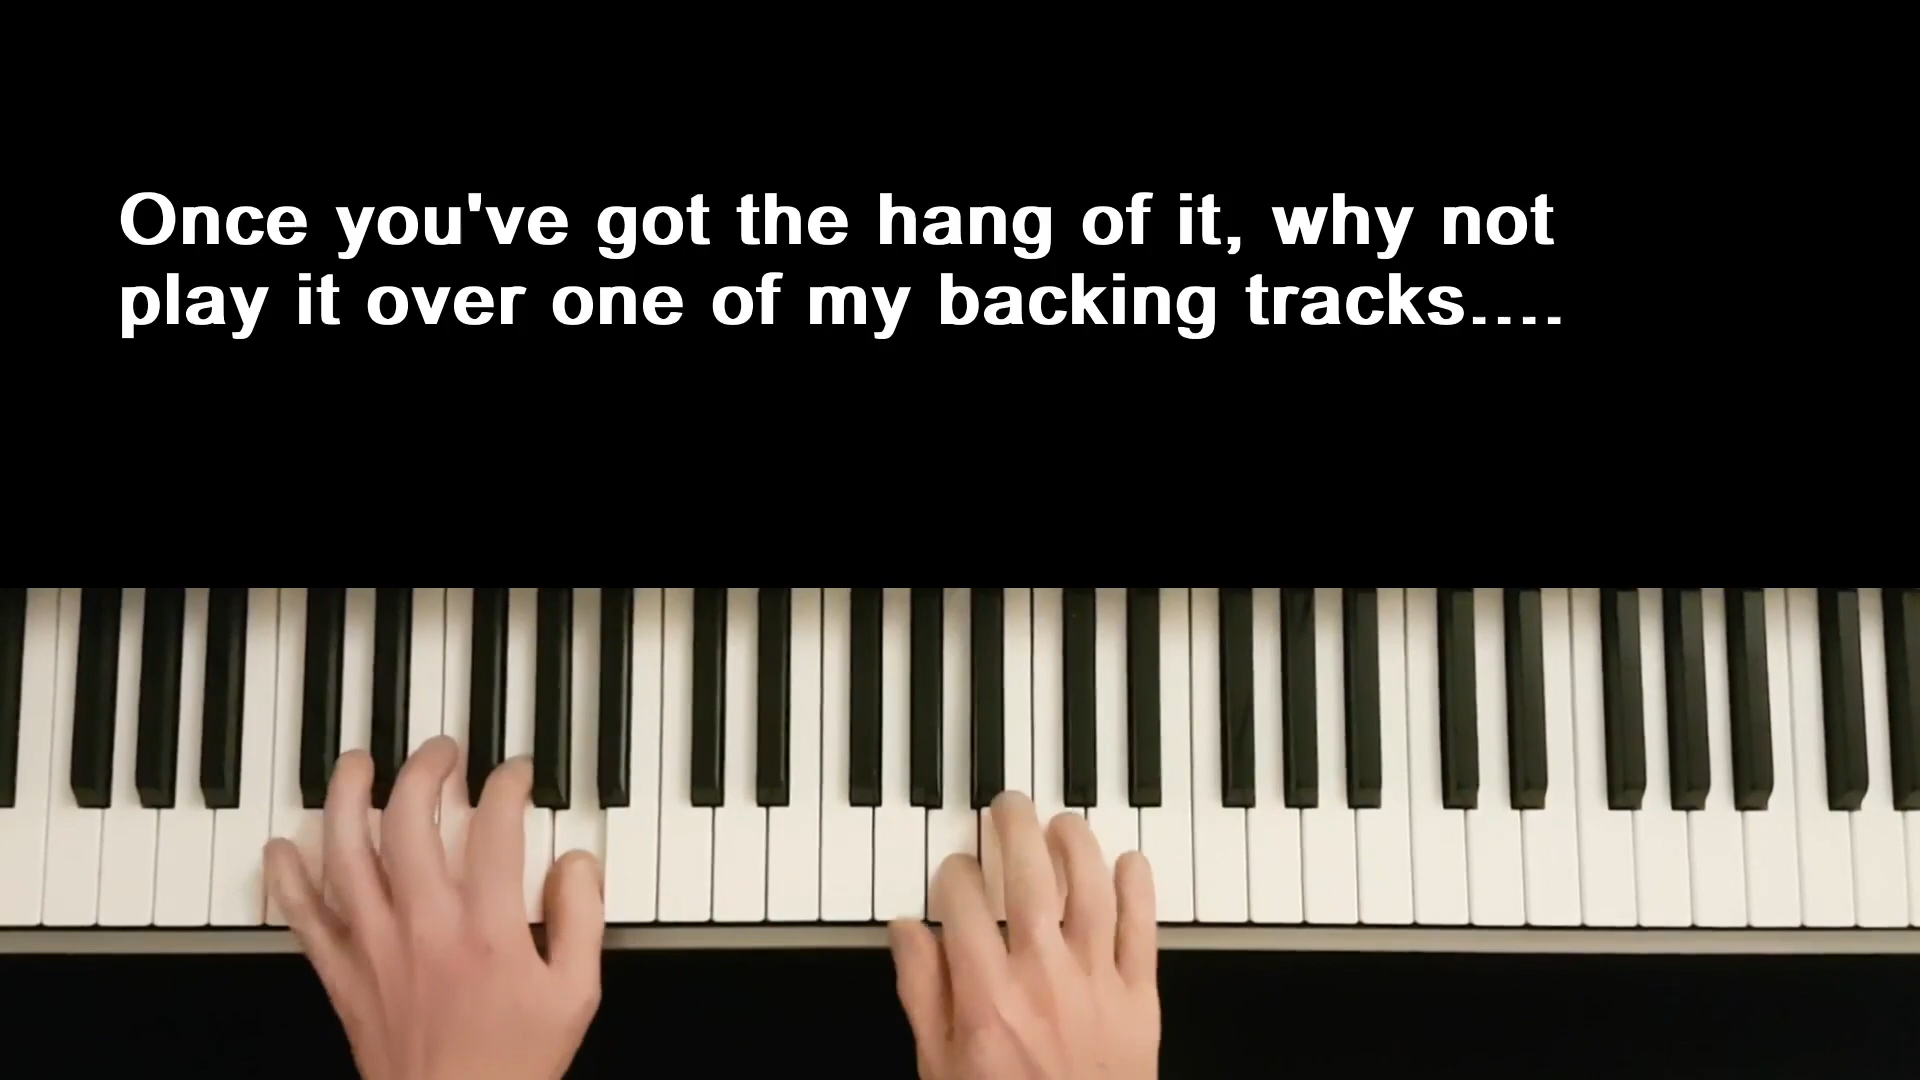 Once you've got the hang of it, why not
play it over one of my backing tracks....